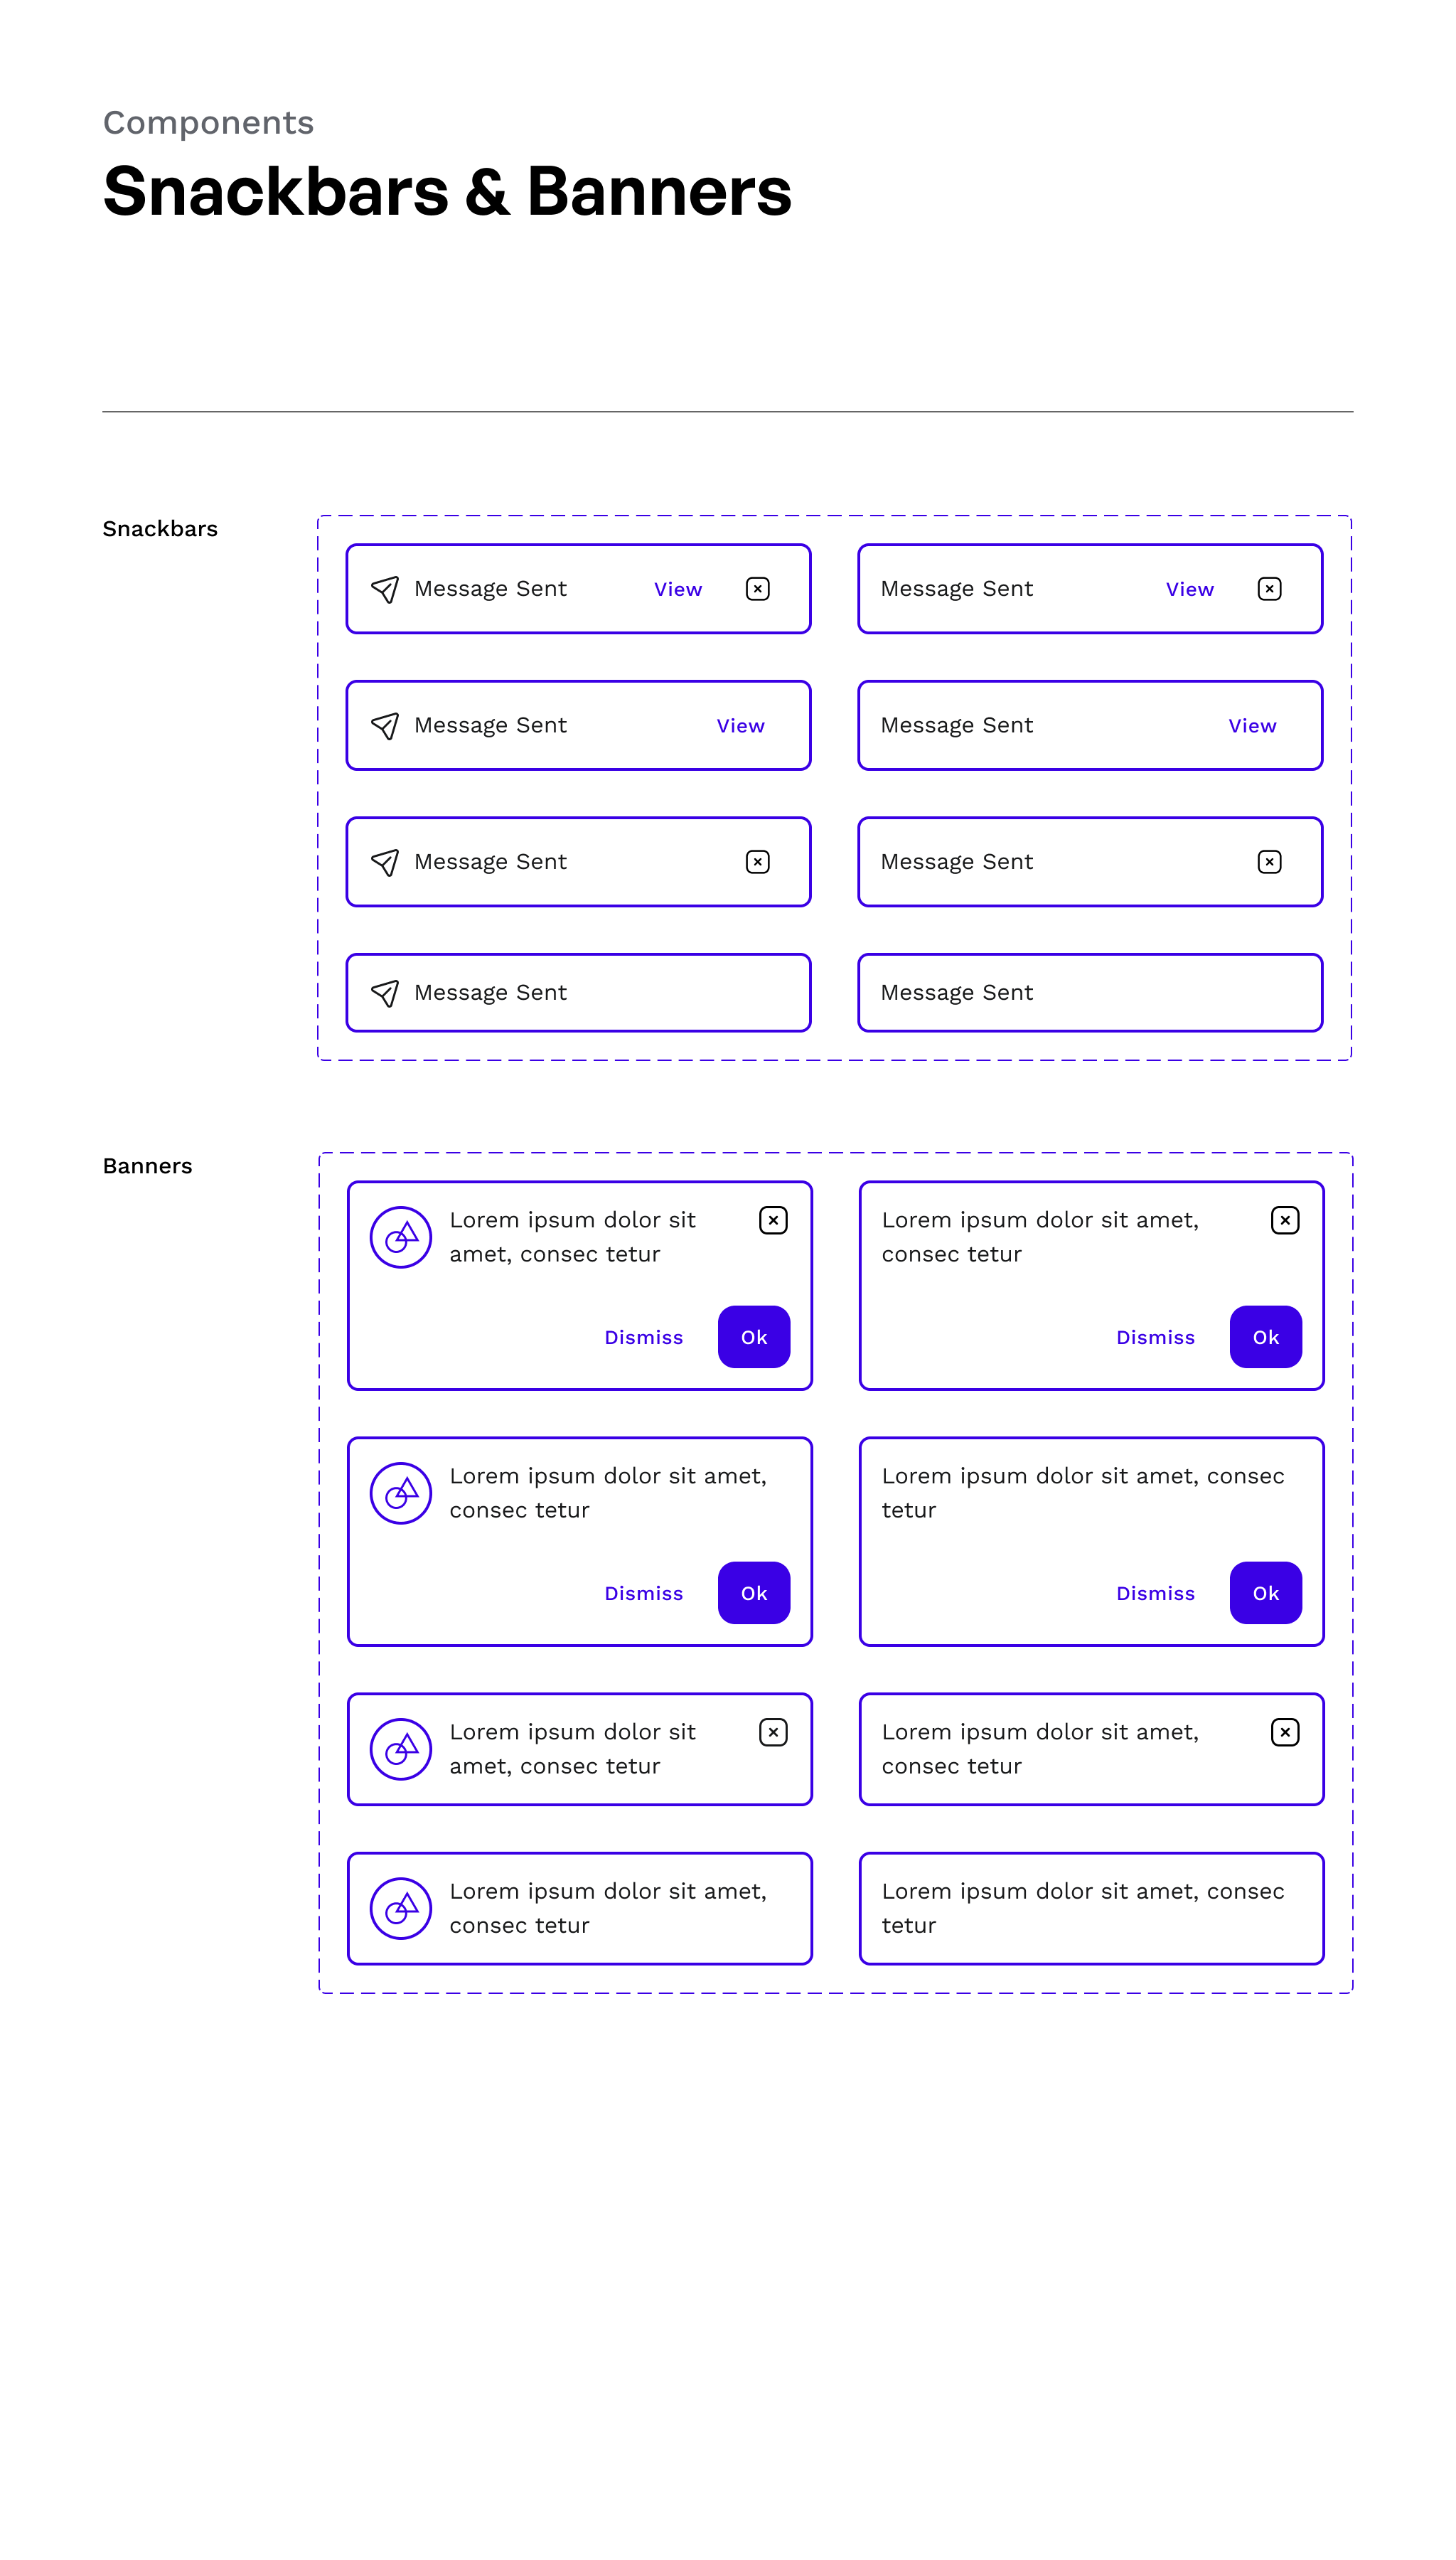 Components
Snackbars & Banners
Snackbars
Message Sent View
Message Sent View
Message Sent View
Message Sent View
Message Sent
Message Sent
Message Sent
Message Sent
Banners
Lorem ipsum dolor sit
amet, consec tetur
Dismiss Ok
Lorem ipsum dolor sit amet,
consec tetur
Dismiss Ok
Lorem ipsum dolor sit amet,
consec tetur
Dismiss Ok
Lorem ipsum dolor sit amet, consec
tetur
Dismiss Ok
Lorem ipsum dolor sit
amet, consec tetur
Lorem ipsum dolor sit amet,
consec tetur
Lorem ipsum dolor sit amet,
consec tetur
Lorem ipsum dolor sit amet, consec
tetur